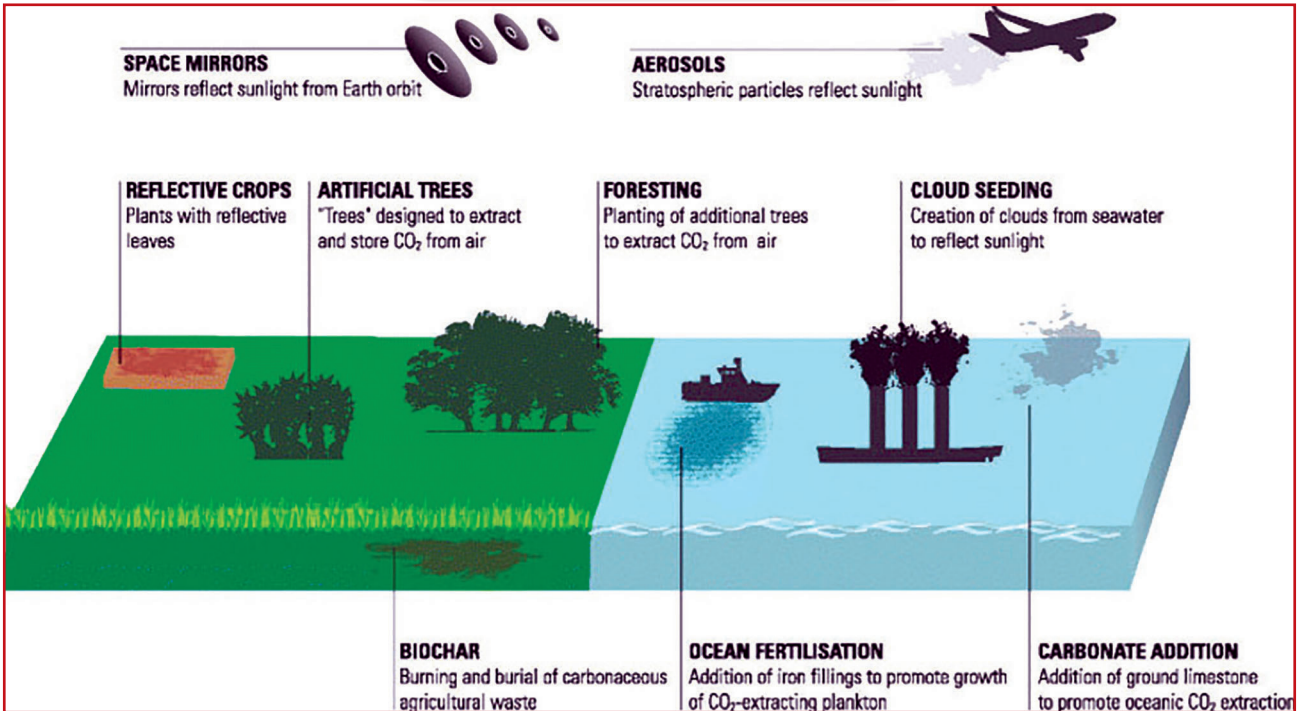 SPACE MIRRORS
Mirrors reflect sunlight from Earth orbit
AEROSOLS
Stratospheric particles reflect sunlight
REFLECTIVE CROPS
Plants with reflective
leaves
ARTIFICIAL TREES
"Trees" designed to extract
and store CO₂ from air
FORESTING
Planting of additional trees
to extract CO₂ from air
CLOUD SEEDING
Creation of clouds from seawater
to reflect sunlight
BIOCHAR
Burning and burial of carbonaceous
agricultural waste
OCEAN FERTILISATION
Addition of iron fillings to promote growth
of CO₂-extracting plankton
CARBONATE ADDITION
Addition of ground limestone
to promote oceanic CO₂ extraction